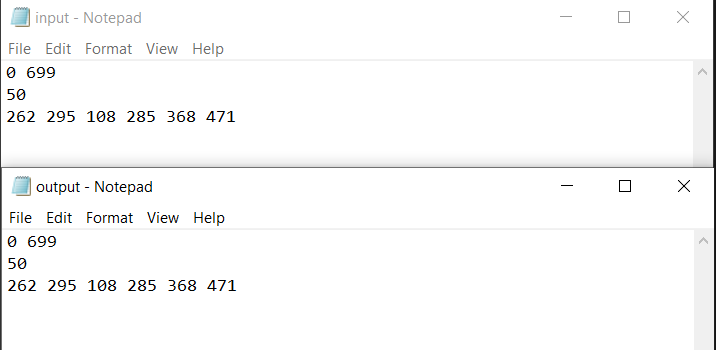 input - Notepad
File Edit Format View Help
0 699
50
262 295 108 285 368 471
output - Notepad
File Edit Format View Help
0 699
50
262 295 108 285 368 471